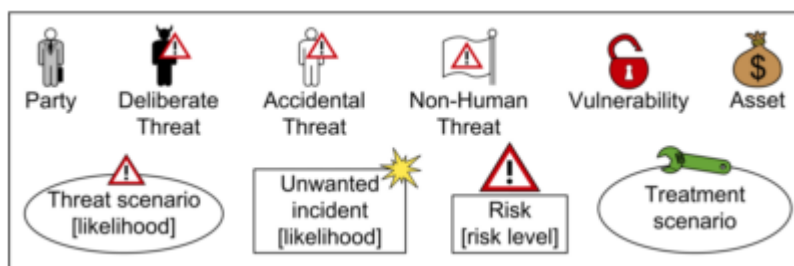 Party
Deliberate
Threat
Accidental
Threat
Non-Human
Threat
Vulnerability
Asset
Threat scenario
[likelihood]
Unwanted
incident
[likelihood]
Risk
[risk level]
Treatment
scenario